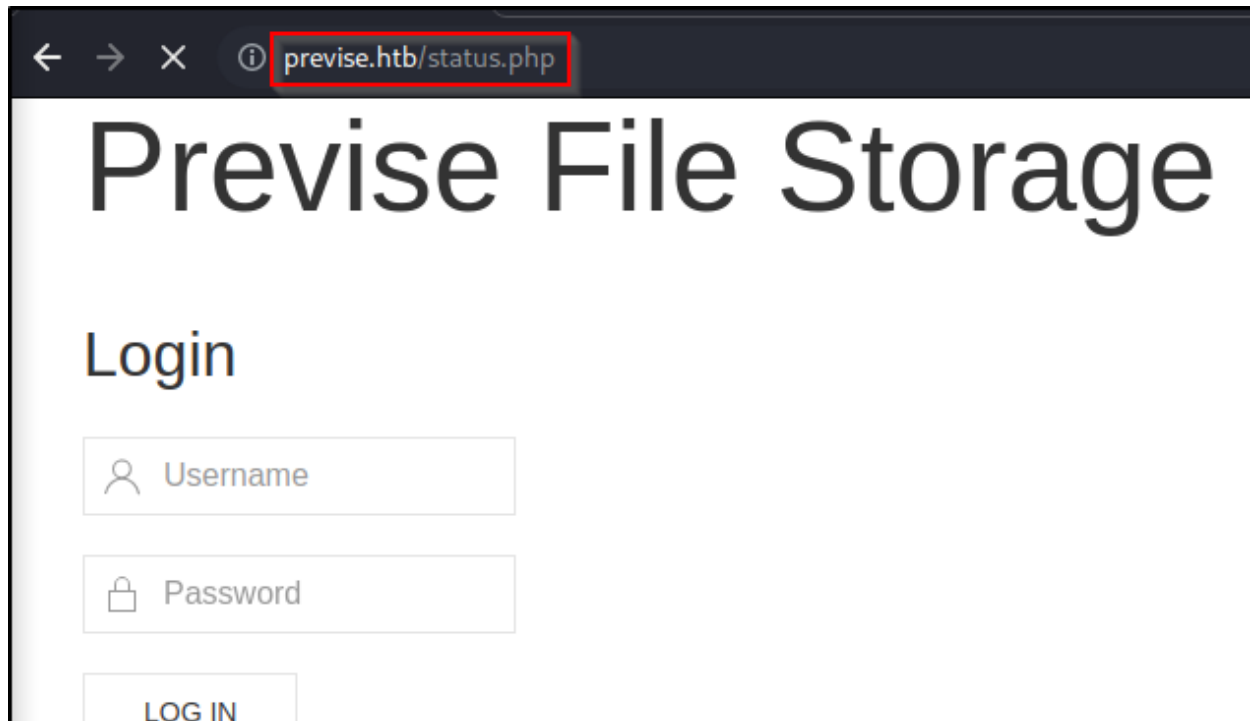 previse.htb/status.php
Previse File Storage
Login
Username
Password
LOG IN